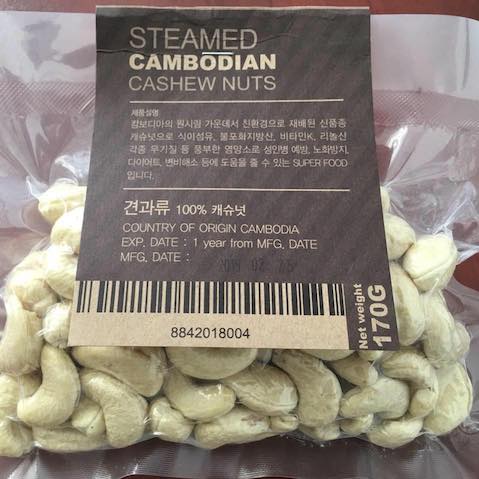 STEAMED
CAMBODIAN
CASHEW NUTS
제품설명
캄보디아의 원시림 가운데서 친환경으로 재배된 신품종
캐슈넛으로 식이섬유, 불포화지방산, 비타민K, 리놀산
각종 무기질 등 풍부한 영양소로 성인병 예방, 노화방지,
다이어트, 변비해소 등에 도움을 줄 수 있는 SUPER FOOD
입니다.
견과류 100% 캐슈넛
COUNTRY OF ORIGIN CAMBODIA
EXP. DATE : 1 year from MFG. DATE
MFG. DATE :
8842018004
Net weight
170G